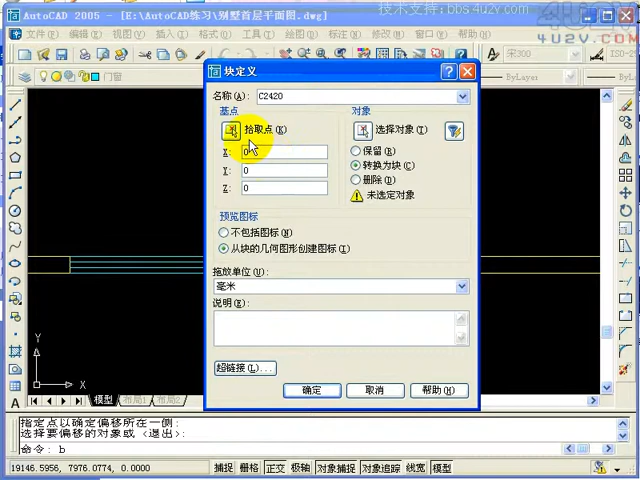 技术支持:bbs.4u2v.com
AutoCAD 2005 - [E:\AutoCAD练习\别墅首层平面图.dwg]
4U2V.COM
文件(F) 编辑(E) 视图(V) 插入(I) 格式(O) 工具(T) 绘图(D) 标注(N) 修改(M) 窗口(W) 帮助(H)
宋300
门窗
ByLayer
ByLayer
块定义
名称(A):
C2420
基点
对象
拾取点(K)
选择对象(T)
X: 0
保留(R)
转换为块(C)
Y: 0
删除(D)
Z: 0
未选定对象
预览图标
不包括图标(N)
从块的几何图形创建图标(I)
拖放单位(U):
毫米
说明(E):
超链接(L)...
确定
取消
帮助(H)
Y
X
模型 布局1 布局2
指定点以确定偏移所在一侧:
选择要偏移的对象或 <退出>:
命令: b
19146.5956, 7976.0774, 0.0000
捕捉 栅格 正交 极轴 对象捕捉 对象追踪 线宽 模型